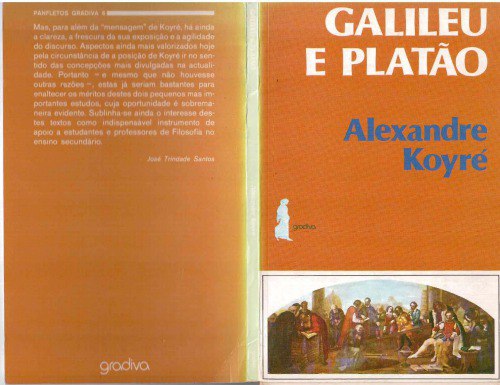 PANFLETOS GRADIVA 6
Mas, para além da "mensagem" de Koyré, há ainda
a clareza, a frescura da sua exposição e a agilidade
do discurso. Aspectos ainda mais valorizados hoje
pela circunstância de a posição de Koyré ir no sen-
tido das concepções mais divulgadas na actuali-
dade. Portanto – e mesmo que não houvesse
outras razões –, estas já seriam bastantes para
enaltecer os méritos destes dois pequenos mas im-
portantes estudos, cuja oportunidade é sobrema-
neira evidente. Sublinha-se ainda o interesse des-
tes textos como indispensável instrumento de
apoio a estudantes e professores de Filosofia no
ensino secundário.
José Trindade Santos
gradiva
GALILEU
E PLATÃO
Alexandre
Koyré
gradiva